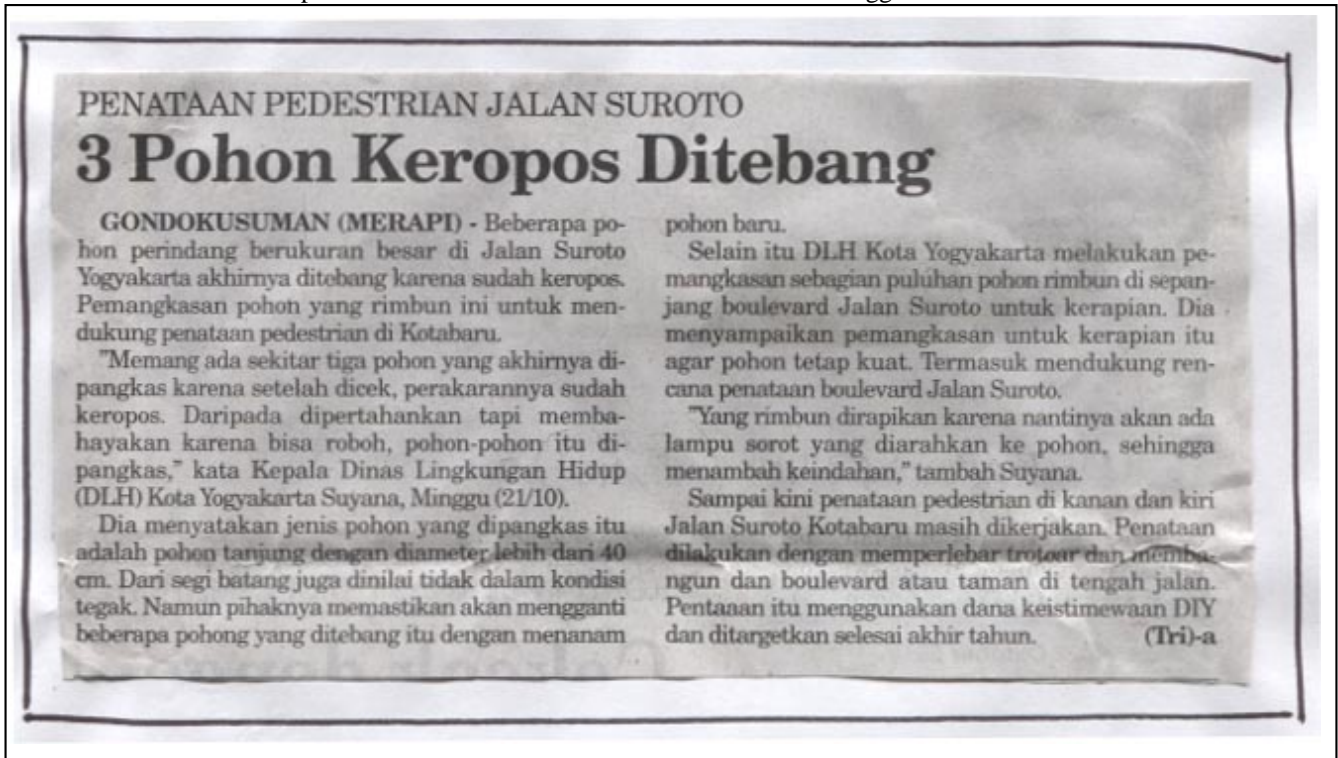 PENATAAN PEDESTRIAN JALAN SUROTO
3 Pohon Keropos Ditebang
GONDOKUSUMAN (MERAPI) - Beberapa po-
hon perindang berukuran besar di Jalan Suroto
Yogyakarta akhirnya ditebang karena sudah keropos.
Pemangkasan pohon yang rimbun ini untuk men-
dukung penataan pedestrian di Kotabaru.
"Memang ada sekitar tiga pohon yang akhirnya di-
pangkas karena setelah dicek, perakarannya sudah
keropos. Daripada dipertahankan tapi memba-
hayakan karena bisa roboh, pohon-pohon itu di-
pangkas," kata Kepala Dinas Lingkungan Hidup
(DLH) Kota Yogyakarta Suyana, Minggu (21/10).
Dia menyatakan jenis pohon yang dipangkas itu
adalah pohon tanjung dengan diameter lebih dari 40
cm. Dari segi batang juga dinilai tidak dalam kondisi
tegak. Namun pihaknya memastikan akan mengganti
beberapa pohong yang ditebang itu dengan menanam
pohon baru.
Selain itu DLH Kota Yogyakarta melakukan pe-
mangkasan sebagian puluhan pohon rimbun di sepan-
jang boulevard Jalan Suroto untuk kerapian. Dia
menyampaikan pemangkasan untuk kerapian itu
agar pohon tetap kuat. Termasuk mendukung ren-
cana penataan boulevard Jalan Suroto.
"Yang rimbun dirapikan karena nantinya akan ada
lampu sorot yang diarahkan ke pohon, sehingga
menambah keindahan," tambah Suyana.
Sampai kini penataan pedestrian di kanan dan kiri
Jalan Suroto Kotabaru masih dikerjakan. Penataan
dilakukan dengan memperlebar trotoar dan memba-
ngun dan boulevard atau taman di tengah jalan.
Pentaaan itu menggunakan dana keistimewaan DIY
dan ditargetkan selesai akhir tahun. (Tri)-a